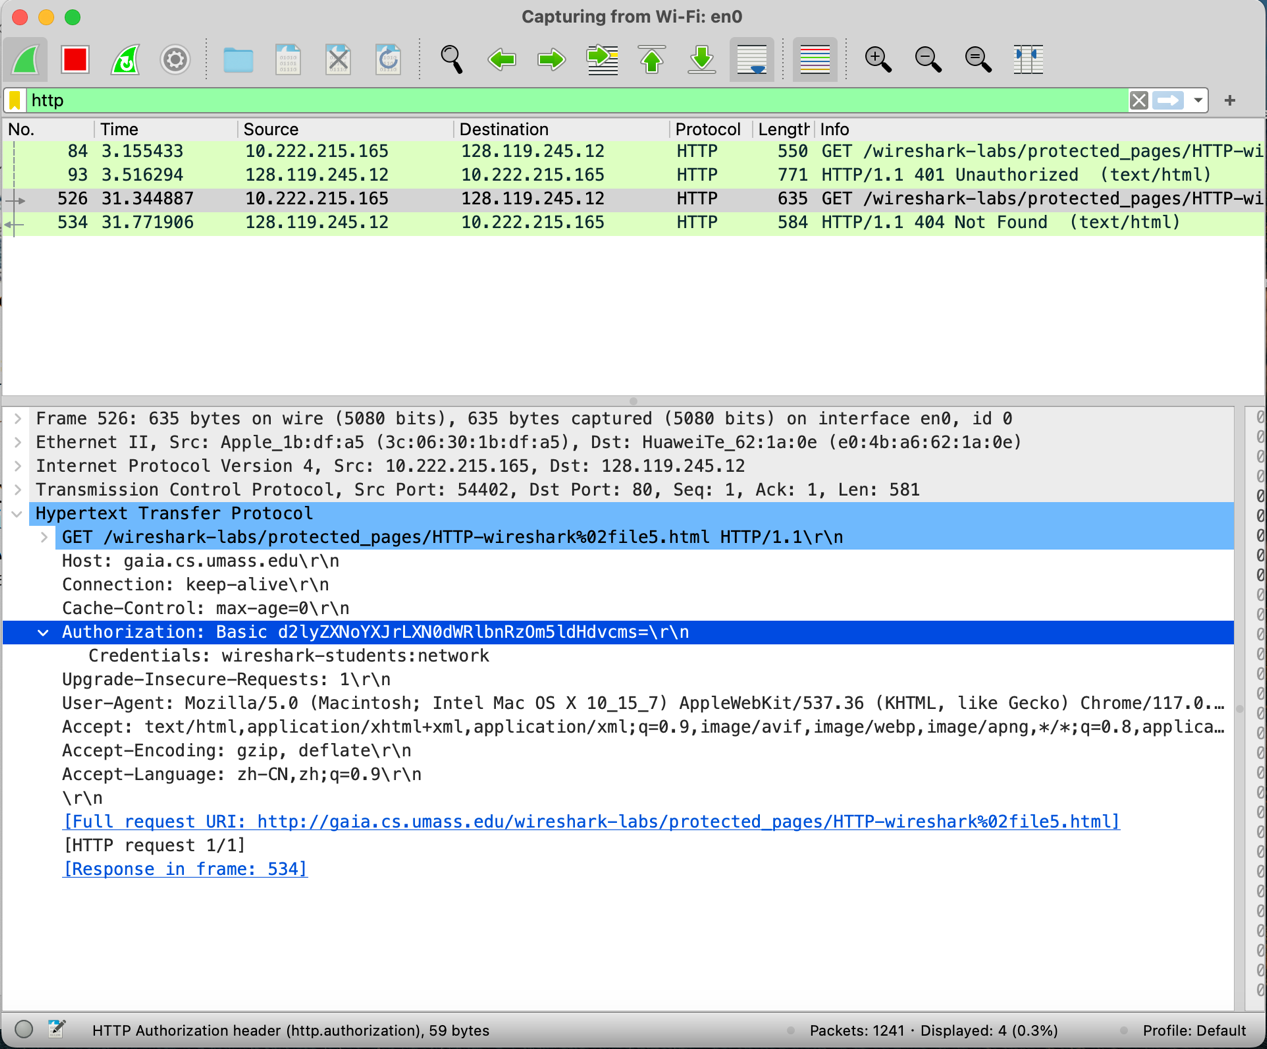 Capturing from Wi-Fi: en0
http
No. Time Source Destination Protocol Length Info
84 3.155433 10.222.215.165 128.119.245.12 HTTP 550 GET /wireshark-labs/protected_pages/HTTP-wi
93 3.516294 128.119.245.12 10.222.215.165 HTTP 771 HTTP/1.1 401 Unauthorized (text/html)
526 31.344887 10.222.215.165 128.119.245.12 HTTP 635 GET /wireshark-labs/protected_pages/HTTP-wi
534 31.771906 128.119.245.12 10.222.215.165 HTTP 584 HTTP/1.1 404 Not Found (text/html)
Frame 526: 635 bytes on wire (5080 bits), 635 bytes captured (5080 bits) on interface en0, id 0
Ethernet II, Src: Apple_1b:df:a5 (3c:06:30:1b:df:a5), Dst: HuaweiTe_62:1a:0e (e0:4b:a6:62:1a:0e)
Internet Protocol Version 4, Src: 10.222.215.165, Dst: 128.119.245.12
Transmission Control Protocol, Src Port: 54402, Dst Port: 80, Seq: 1, Ack: 1, Len: 581
Hypertext Transfer Protocol
GET /wireshark-labs/protected_pages/HTTP-wireshark%02file5.html HTTP/1.1\r\n
Host: gaia.cs.umass.edu\r\n
Connection: keep-alive\r\n
Cache-Control: max-age=0\r\n
Authorization: Basic d2lyZXNoYXJrLXN0dWRlbnRzOm5ldHdvcms=\r\n
Credentials: wireshark-students:network
Upgrade-Insecure-Requests: 1\r\n
User-Agent: Mozilla/5.0 (Macintosh; Intel Mac OS X 10_15_7) AppleWebKit/537.36 (KHTML, like Gecko) Chrome/117.0.…
Accept: text/html,application/xhtml+xml,application/xml;q=0.9,image/avif,image/webp,image/apng,*/*;q=0.8,applica…
Accept-Encoding: gzip, deflate\r\n
Accept-Language: zh-CN,zh;q=0.9\r\n
\r\n
[Full request URI: http://gaia.cs.umass.edu/wireshark-labs/protected_pages/HTTP-wireshark%02file5.html]
[HTTP request 1/1]
[Response in frame: 534]
HTTP Authorization header (http.authorization), 59 bytes
Packets: 1241 · Displayed: 4 (0.3%)
Profile: Default